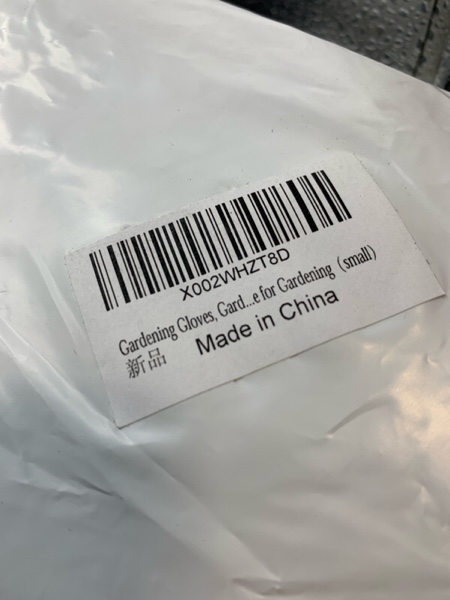 X002WHZT8D
Gardening Gloves, Gard...e for Gardening（small）
新品 Made in China